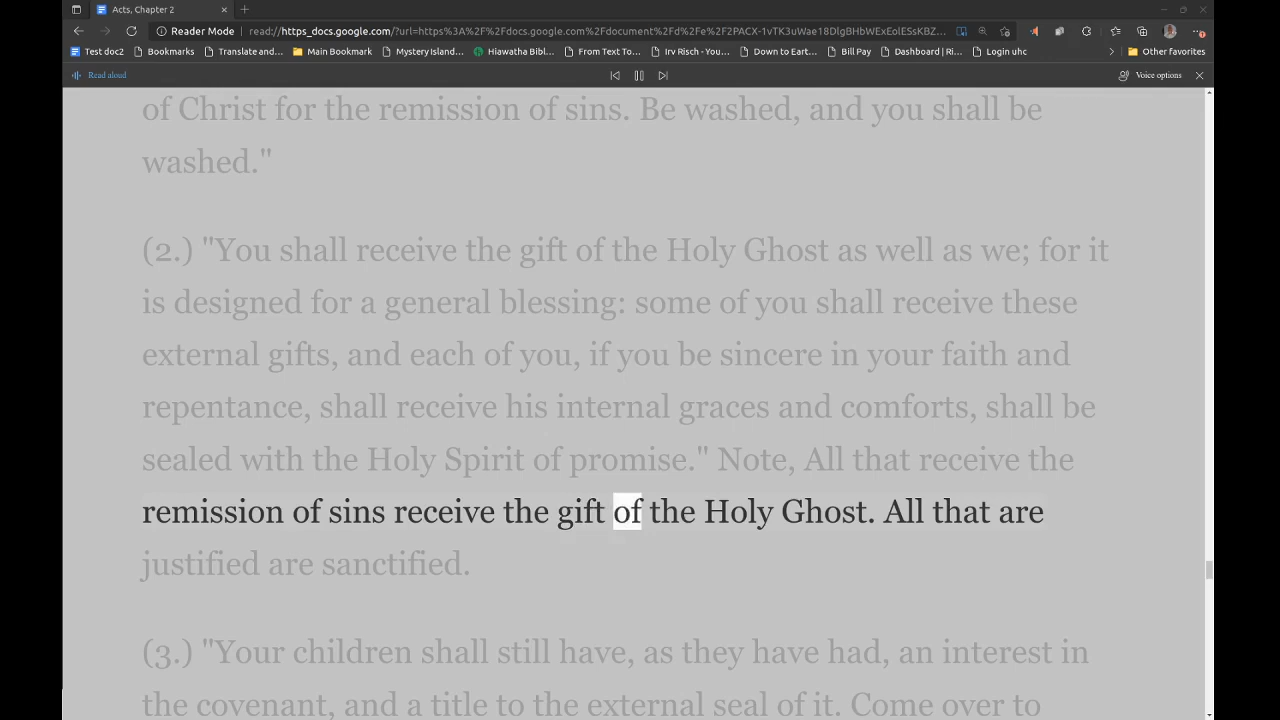 Acts, Chapter 2
Reader Mode
read://https_docs.google.com/?url=https%3A%2F%2Fdocs.google.com%2Fdocument%2Fd%2Fe%2F2PACX-1vTK3uWae18DlgBHbWExEolESsKBZ...
Test doc2
Bookmarks
Translate and...
Main Bookmark
Mystery Island...
Hiawatha Bibl...
From Text To...
Irv Risch - You...
Down to Eart...
Bill Pay
Dashboard | Ri...
Login uhc
Other favorites
Read aloud
Voice options
of Christ for the remission of sins. Be washed, and you shall be
washed."
(2.) "You shall receive the gift of the Holy Ghost as well as we; for it
is designed for a general blessing: some of you shall receive these
external gifts, and each of you, if you be sincere in your faith and
repentance, shall receive his internal graces and comforts, shall be
sealed with the Holy Spirit of promise." Note, All that receive the
remission of sins receive the gift of the Holy Ghost. All that are
justified are sanctified.
(3.) "Your children shall still have, as they have had, an interest in
the covenant, and a title to the external seal of it. Come over to